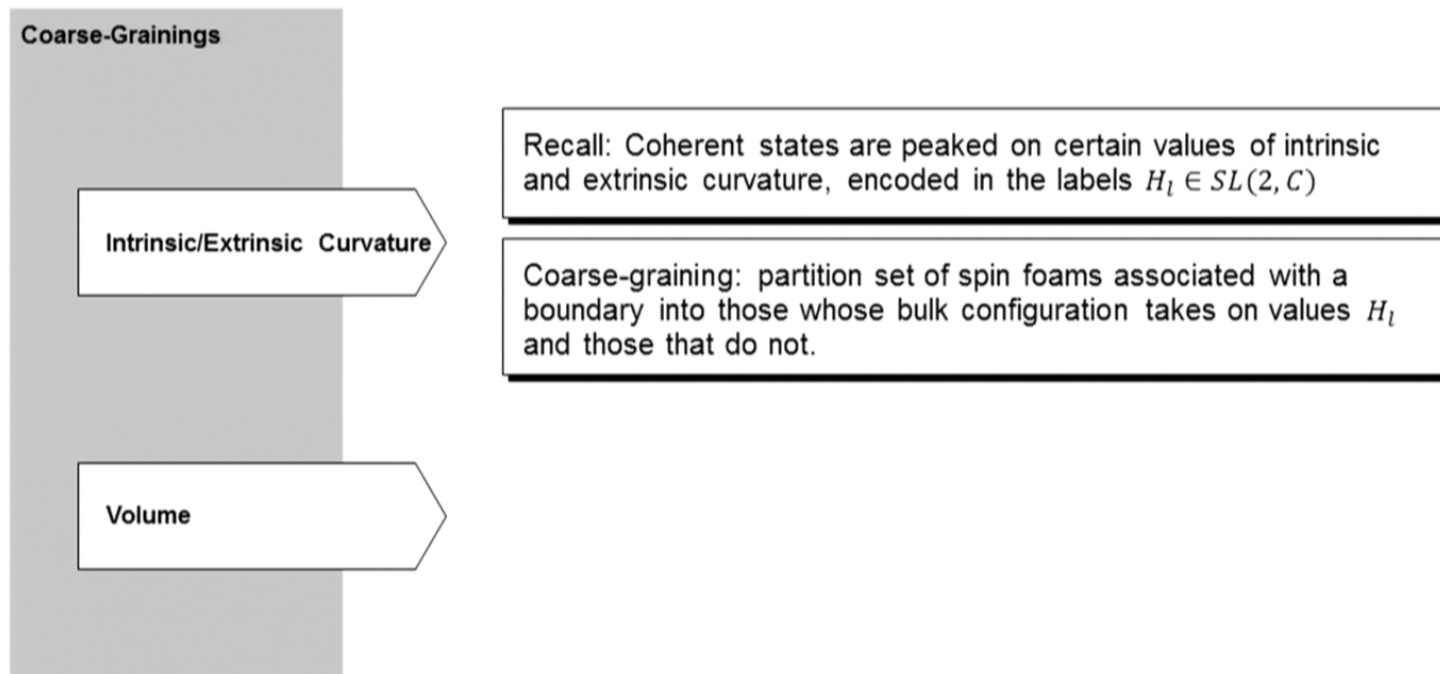 Coarse-Grainings
Intrinsic/Extrinsic Curvature
Recall: Coherent states are peaked on certain values of intrinsic
and extrinsic curvature, encoded in the labels H_l ∈ SL(2, C)
Coarse-graining: partition set of spin foams associated with a
boundary into those whose bulk configuration takes on values H_l
and those that do not.
Volume